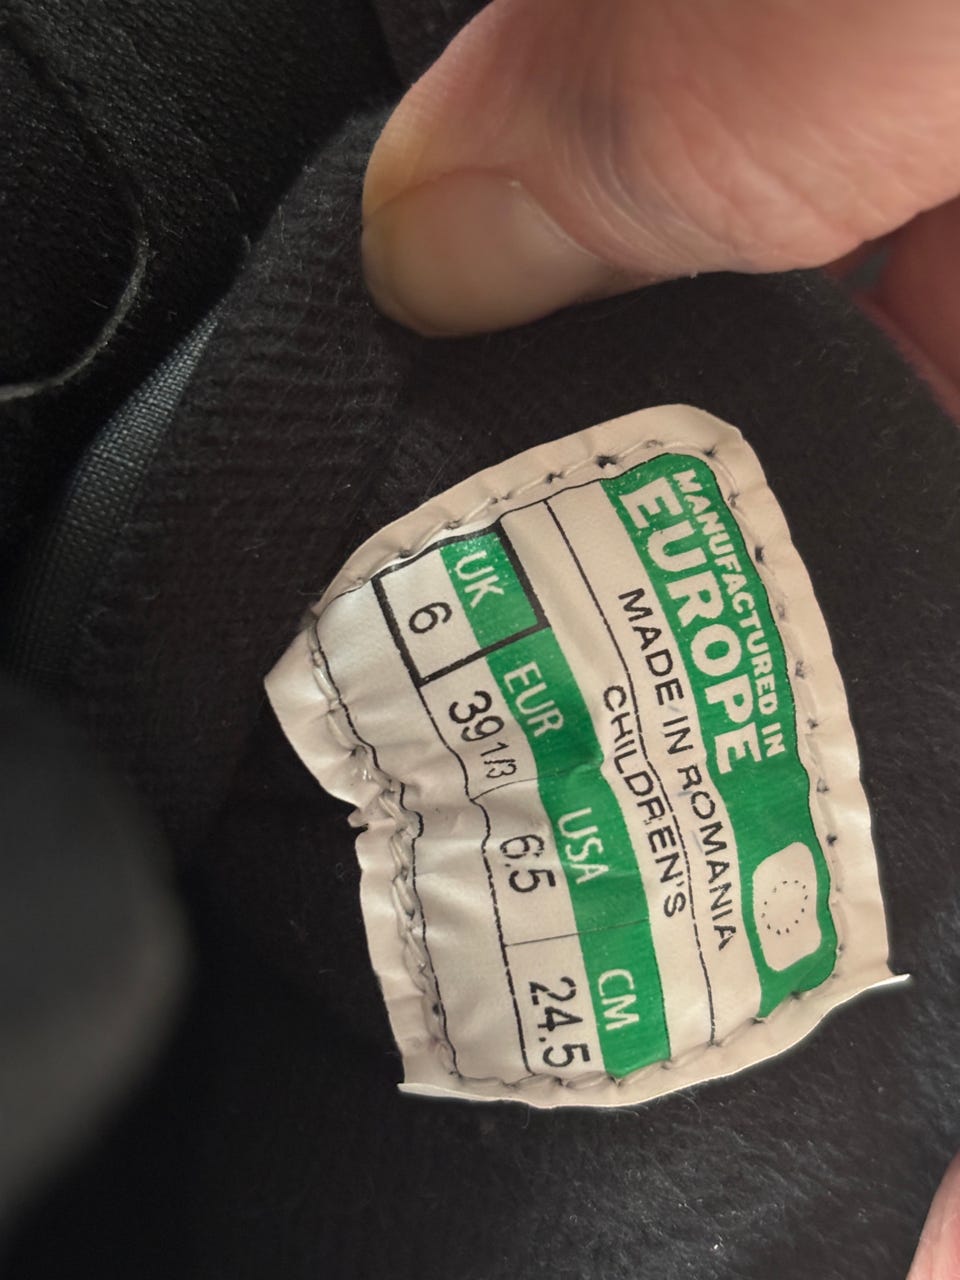 MANUFACTURED IN
EUROPE
MADE IN ROMANIA
CHILDREN'S
UK EUR USA CM
6 39 1/3 6.5 24.5